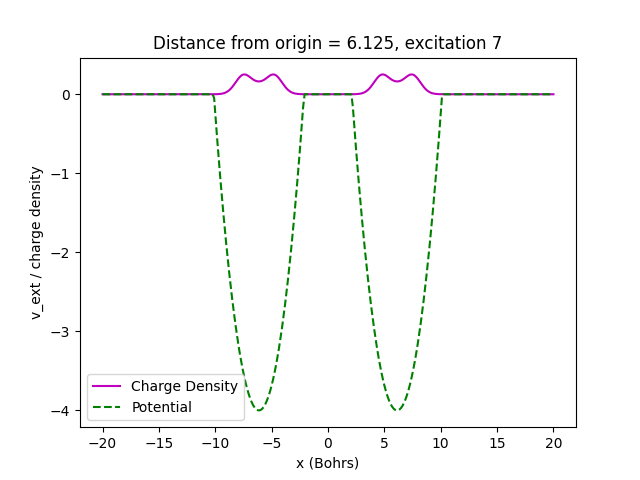 Distance from origin = 6.125, excitation 7
v_ext / charge density
0
−1
−2
−3
−4
Charge Density
Potential
−20
−15
−10
−5
0
5
10
15
20
x (Bohrs)